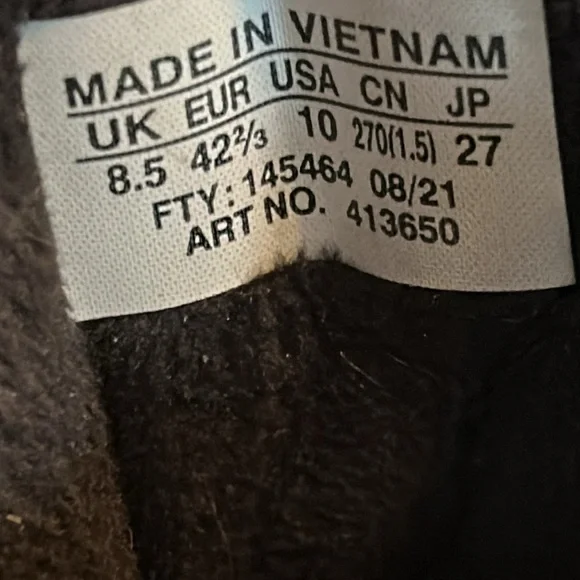 MADE IN VIETNAM
UK EUR USA CN JP
8.5 42⅔ 10 270(1.5) 27
FTY: 145464 08/21
ART NO. 413650